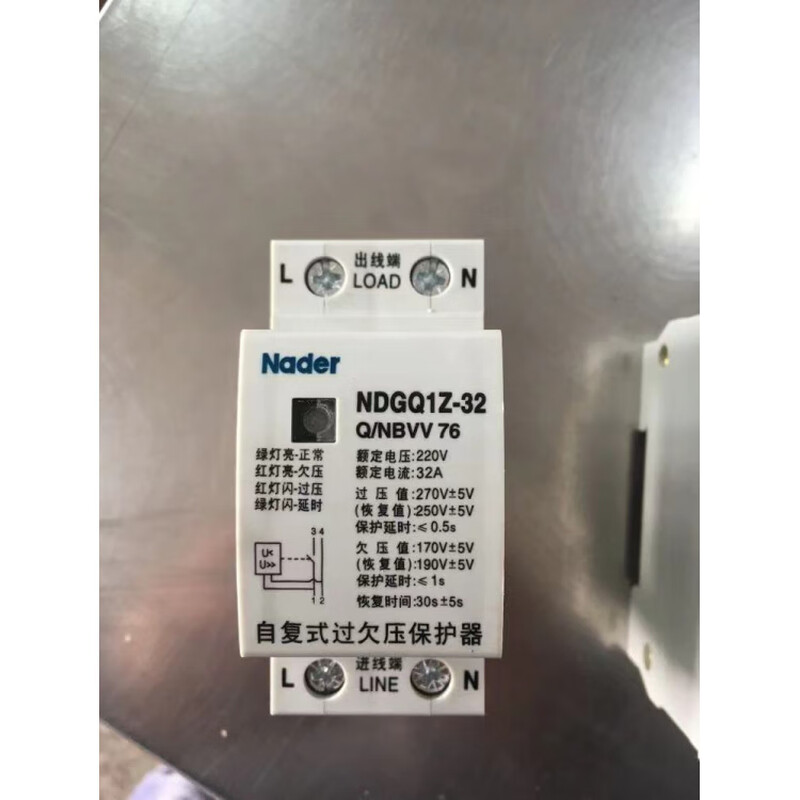 出线端
L LOAD N
Nader
NDGQ1Z-32
Q/NBVV 76
绿灯亮-正常
红灯亮-欠压
红灯闪-过压
绿灯闪-延时
额定电压:220V
额定电流:32A
过压值:270V±5V
(恢复值):250V±5V
保护延时:≤0.5s
欠压值:170V±5V
(恢复值):190V±5V
保护延时:≤1s
恢复时间:30s±5s
3 4
U<
U>>
1 2
自复式过欠压保护器
进线端
L LINE N